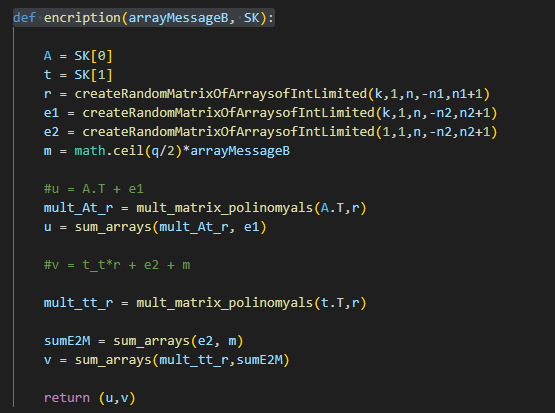 def encription(arrayMessageB, SK):
A = SK[0]
t = SK[1]
r = createRandomMatrixOfArraysofIntLimited(k,1,n,-n1,n1+1)
e1 = createRandomMatrixOfArraysofIntLimited(k,1,n,-n2,n2+1)
e2 = createRandomMatrixOfArraysofIntLimited(1,1,n,-n2,n2+1)
m = math.ceil(q/2)*arrayMessageB
#u = A.T + e1
mult_At_r = mult_matrix_polinomyals(A.T,r)
u = sum_arrays(mult_At_r, e1)
#v = t_t*r + e2 + m
mult_tt_r = mult_matrix_polinomyals(t.T,r)
sumE2M = sum_arrays(e2, m)
v = sum_arrays(mult_tt_r,sumE2M)
return (u,v)